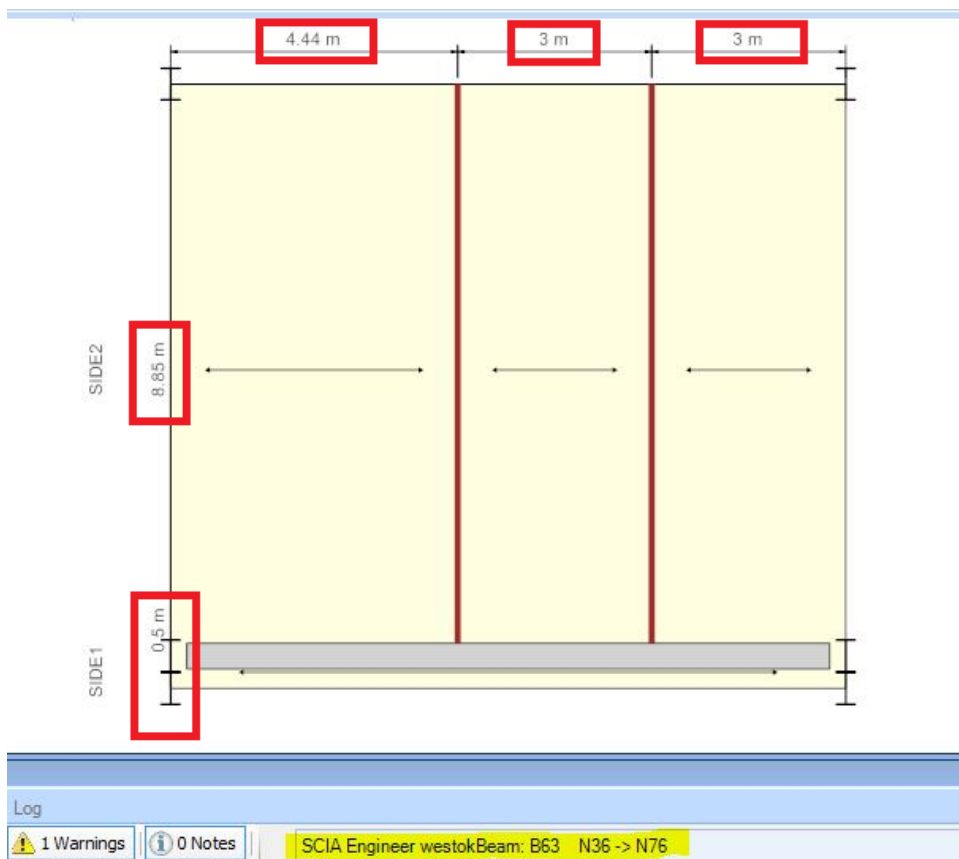 4.44 m
3 m
3 m
SIDE2
8.85 m
0.5 m
SIDE1
Log
1 Warnings
0 Notes
SCIA Engineer westokBeam: B63 N36 -> N76